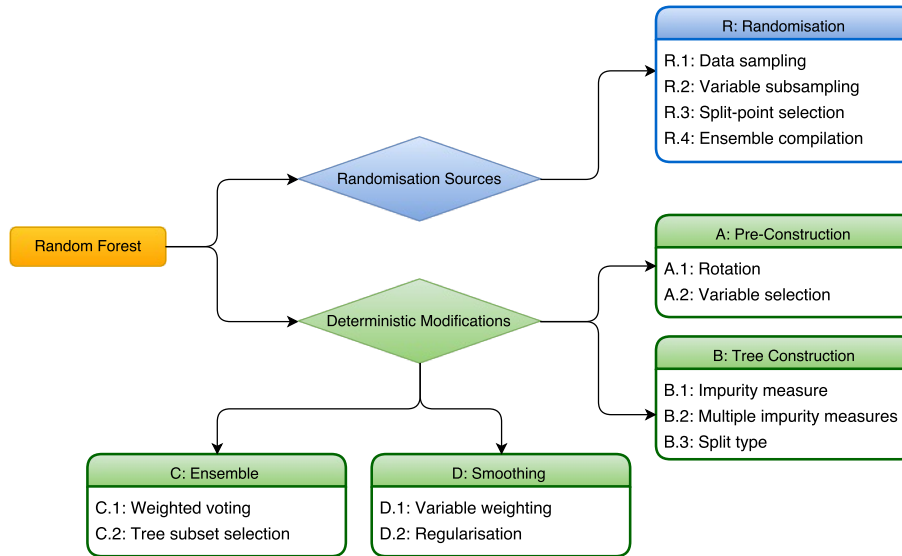 R: Randomisation
R.1: Data sampling
R.2: Variable subsampling
R.3: Split-point selection
R.4: Ensemble compilation
Randomisation Sources
Random Forest
A: Pre-Construction
A.1: Rotation
A.2: Variable selection
Deterministic Modifications
B: Tree Construction
B.1: Impurity measure
B.2: Multiple impurity measures
B.3: Split type
C: Ensemble
C.1: Weighted voting
C.2: Tree subset selection
D: Smoothing
D.1: Variable weighting
D.2: Regularisation